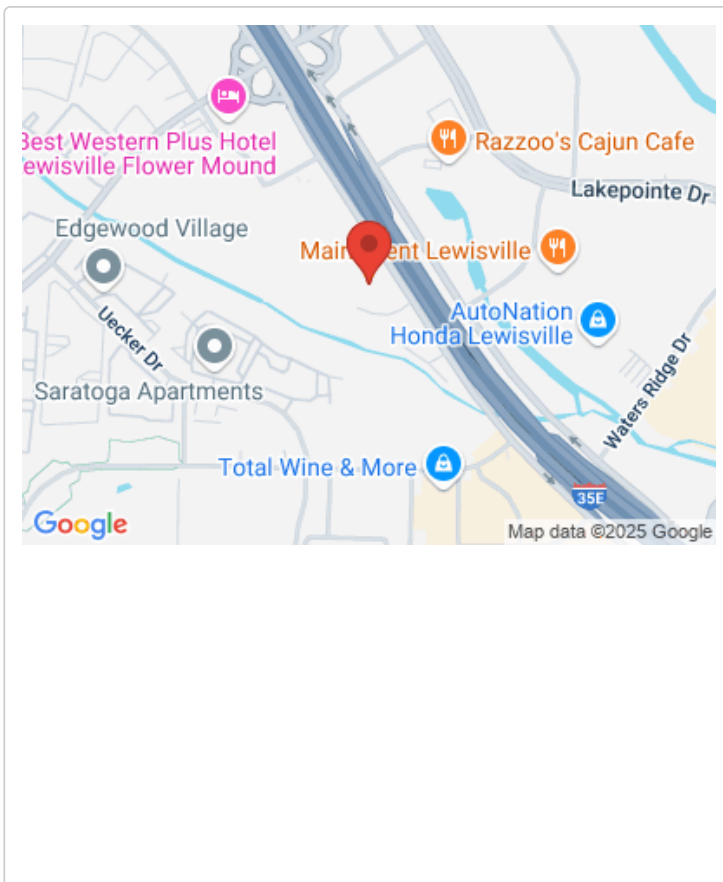 Best Western Plus Hotel
ewisville Flower Mound
Razzoo's Cajun Cafe
Lakepointe Dr
Edgewood Village
Lewisville
AutoNation
Honda Lewisville
Uecker Dr
Saratoga Apartments
Waters Ridge Dr
Total Wine & More
35E
Google
Map data ©2025 Google